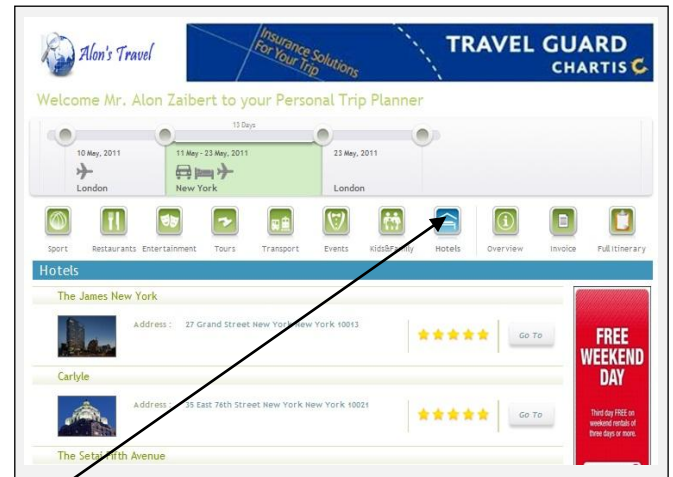 Alon's Travel
Insurance Solutions
For Your Trip
TRAVEL GUARD
CHARTIS
Welcome Mr. Alon Zaibert to your Personal Trip Planner
13 Days
10 May, 2011
11 May - 23 May, 2011
23 May, 2011
London
New York
London
Sport
Restaurants
Entertainment
Tours
Transport
Events
Kids&Family
Hotels
Overview
Invoice
Full Itinerary
Hotels
The James New York
Address : 27 Grand Street New York New York 10013
Go To
Carlyle
Address : 35 East 76th Street New York New York 10021
Go To
The Setai Fifth Avenue
FREE
WEEKEND
DAY
Third day FREE on
weekend rentals of
three days or more.